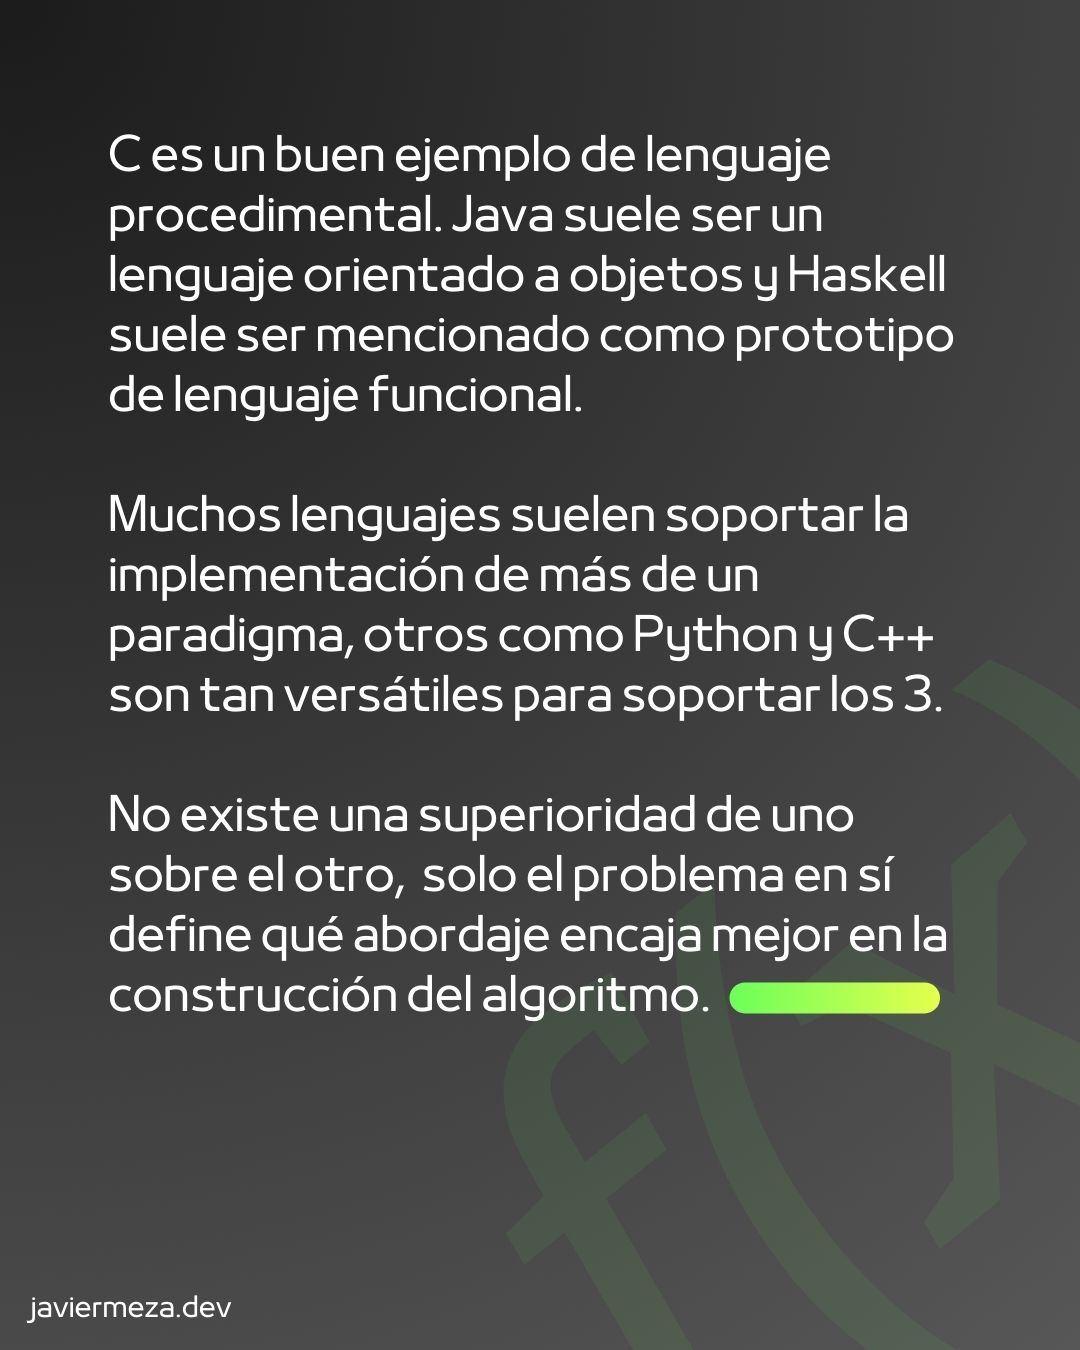 C es un buen ejemplo de lenguaje
procedimental. Java suele ser un
lenguaje orientado a objetos y Haskell
suele ser mencionado como prototipo
de lenguaje funcional.
Muchos lenguajes suelen soportar la
implementación de más de un
paradigma, otros como Python y C++
son tan versátiles para soportar los 3.
No existe una superioridad de uno
sobre el otro,  solo el problema en sí
define qué abordaje encaja mejor en la
construcción del algoritmo.
f(x)
javiermeza.dev